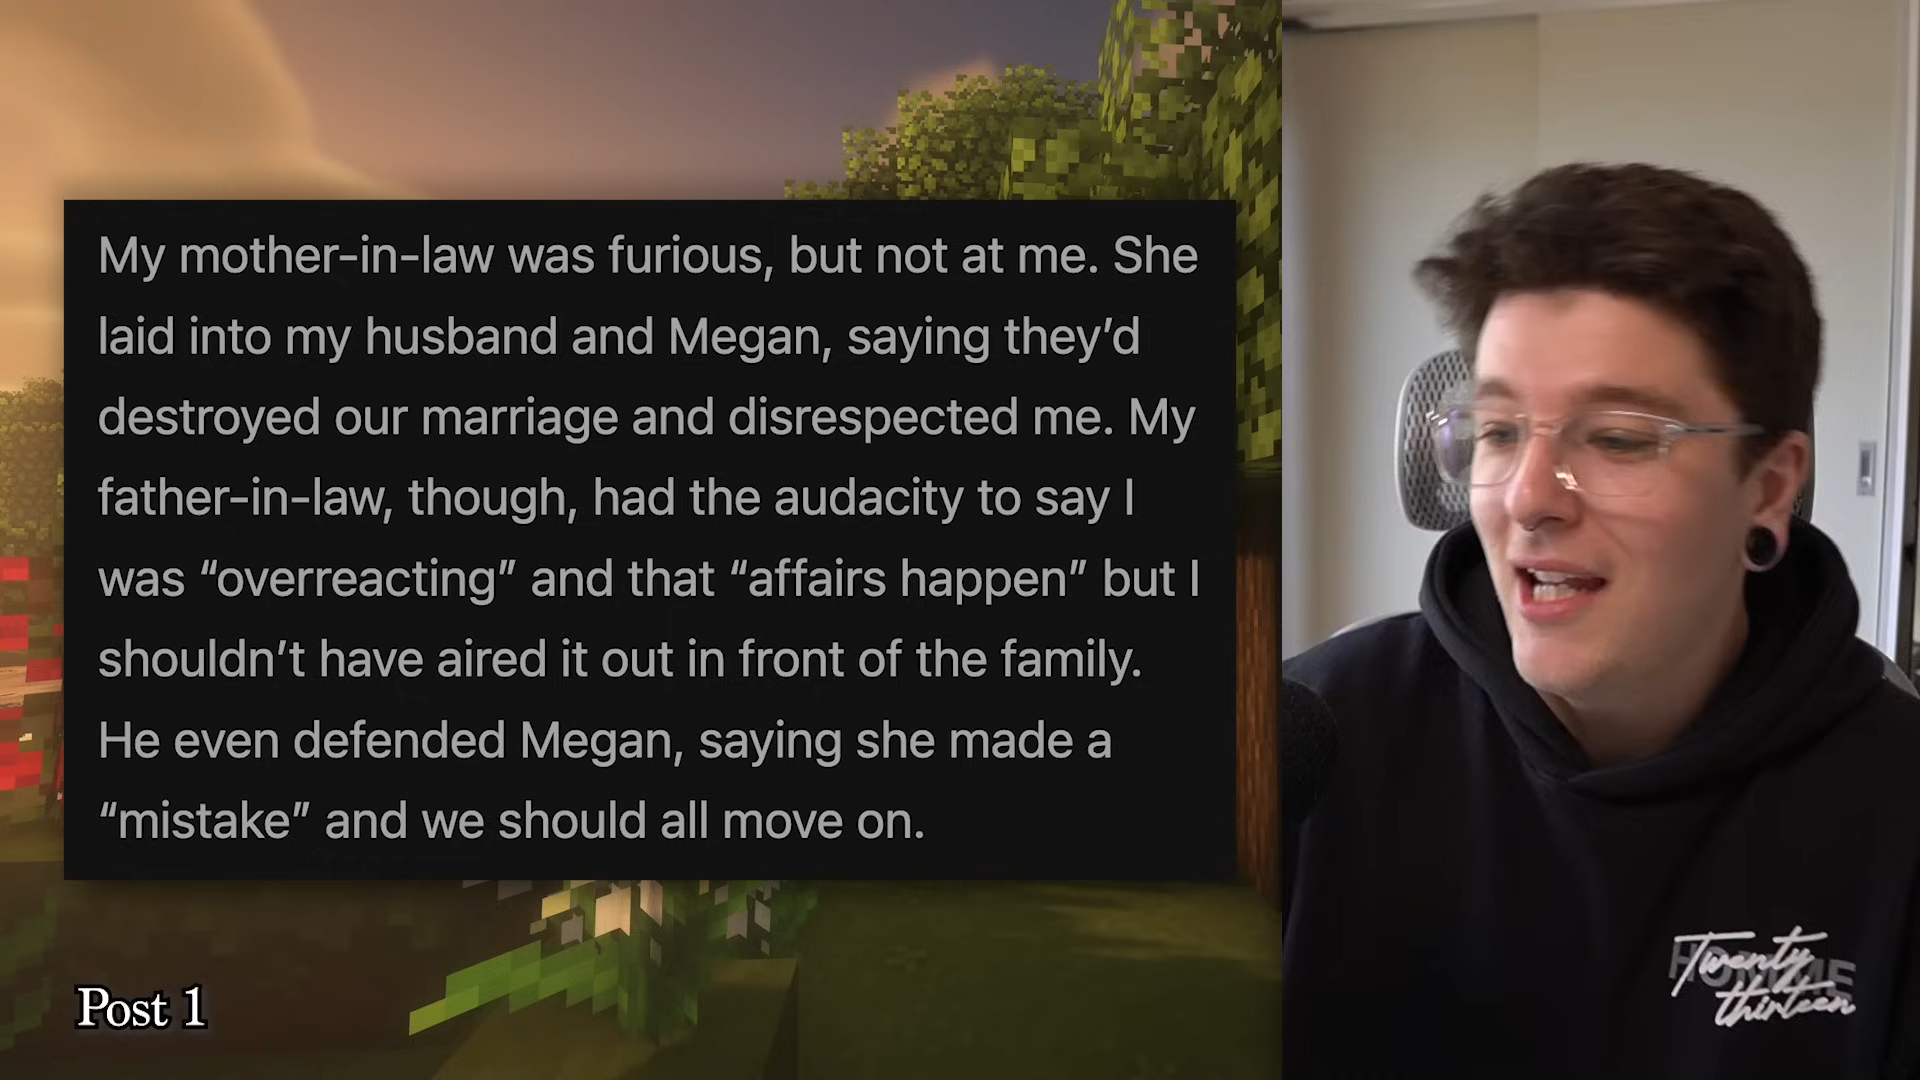 My mother-in-law was furious, but not at me. She
laid into my husband and Megan, saying they’d
destroyed our marriage and disrespected me. My
father-in-law, though, had the audacity to say I
was “overreacting” and that “affairs happen” but I
shouldn’t have aired it out in front of the family.
He even defended Megan, saying she made a
“mistake” and we should all move on.
Post 1
Twenty
thirteen